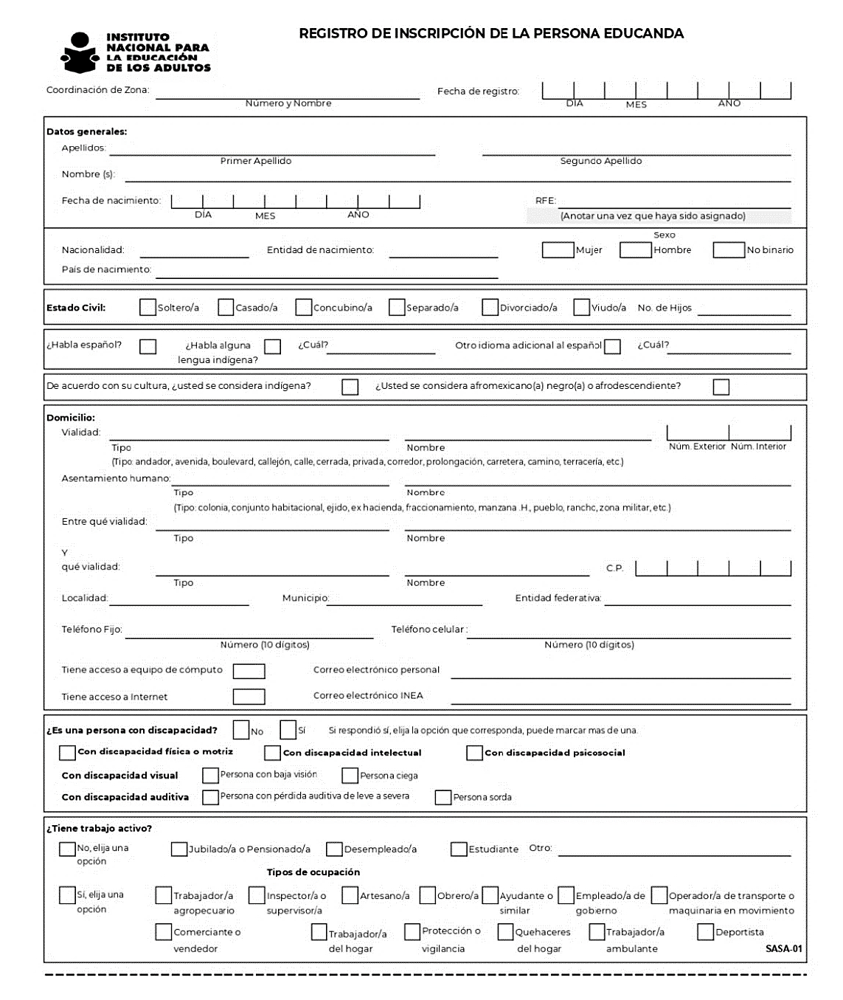 REGISTRO DE INSCRIPCIÓN DE LA PERSONA EDUCANDA
INSTITUTO
NACIONAL PARA
LA EDUCACIÓN
DE LOS ADULTOS
Coordinación de Zona: Fecha de registro:
Número y Nombre DÍA MES AÑO
Datos generales:
Apellidos:
Primer Apellido Segundo Apellido
Nombre (s):
Fecha de nacimiento: RFE:
DÍA MES AÑO (Anotar una vez que haya sido asignado)
Sexo
Nacionalidad: Entidad de nacimiento: Mujer Hombre No binario
País de nacimiento:
Estado Civil: Soltero/a Casado/a Concubino/a Separado/a Divorciado/a Viudo/a No. de Hijos
¿Habla español? ¿Habla alguna ¿Cuál? Otro idioma adicional al español ¿Cuál?
lengua indígena?
De acuerdo con su cultura, ¿usted se considera indígena? ¿Usted se considera afromexicano(a) negro(a) o afrodescendiente?
Domicilio:
Vialidad:
Tipo Nombre Núm. Exterior Núm. Interior
(Tipo: andador, avenida, boulevard, callejón, calle, cerrada, privada, corredor, prolongación, carretera, camino, terracería, etc.)
Asentamiento humano:
Tipo Nombre
(Tipo: colonia, conjunto habitacional, ejido, ex hacienda, fraccionamiento, manzana .H., pueblo, rancho, zona militar, etc.)
Entre qué vialidad:
Tipo Nombre
Y
qué vialidad: C.P.
Tipo Nombre
Localidad: Municipio: Entidad federativa:
Teléfono Fijo: Teléfono celular :
Número (10 dígitos) Número (10 dígitos)
Tiene acceso a equipo de cómputo Correo electrónico personal
Tiene acceso a Internet Correo electrónico INEA
¿Es una persona con discapacidad? No Sí Si respondió sí, elija la opción que corresponda, puede marcar mas de una.
Con discapacidad física o motriz Con discapacidad intelectual Con discapacidad psicosocial
Con discapacidad visual Persona con baja visión Persona ciega
Con discapacidad auditiva Persona con pérdida auditiva de leve a severa Persona sorda
¿Tiene trabajo activo?
No, elija una Jubilado/a o Pensionado/a Desempleado/a Estudiante Otro:
opción
Tipos de ocupación
Sí, elija una Trabajador/a Inspector/a o Artesano/a Obrero/a Ayudante o Empleado/a de Operador/a de transporte o
opción agropecuario supervisor/a similar gobierno maquinaria en movimiento
Comerciante o Trabajador/a Protección o Quehaceres Trabajador/a Deportista
vendedor del hogar vigilancia del hogar ambulante SASA-01